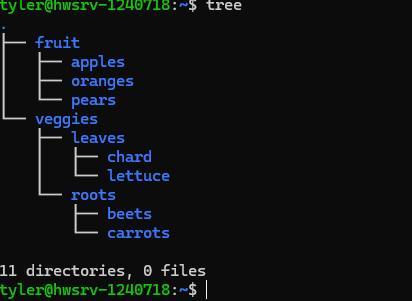 tyler@hwsrv-1240718:~$ tree
.
├── fruit
│   ├── apples
│   ├── oranges
│   └── pears
└── veggies
    ├── leaves
    │   ├── chard
    │   └── lettuce
    └── roots
        ├── beets
        └── carrots

11 directories, 0 files
tyler@hwsrv-1240718:~$